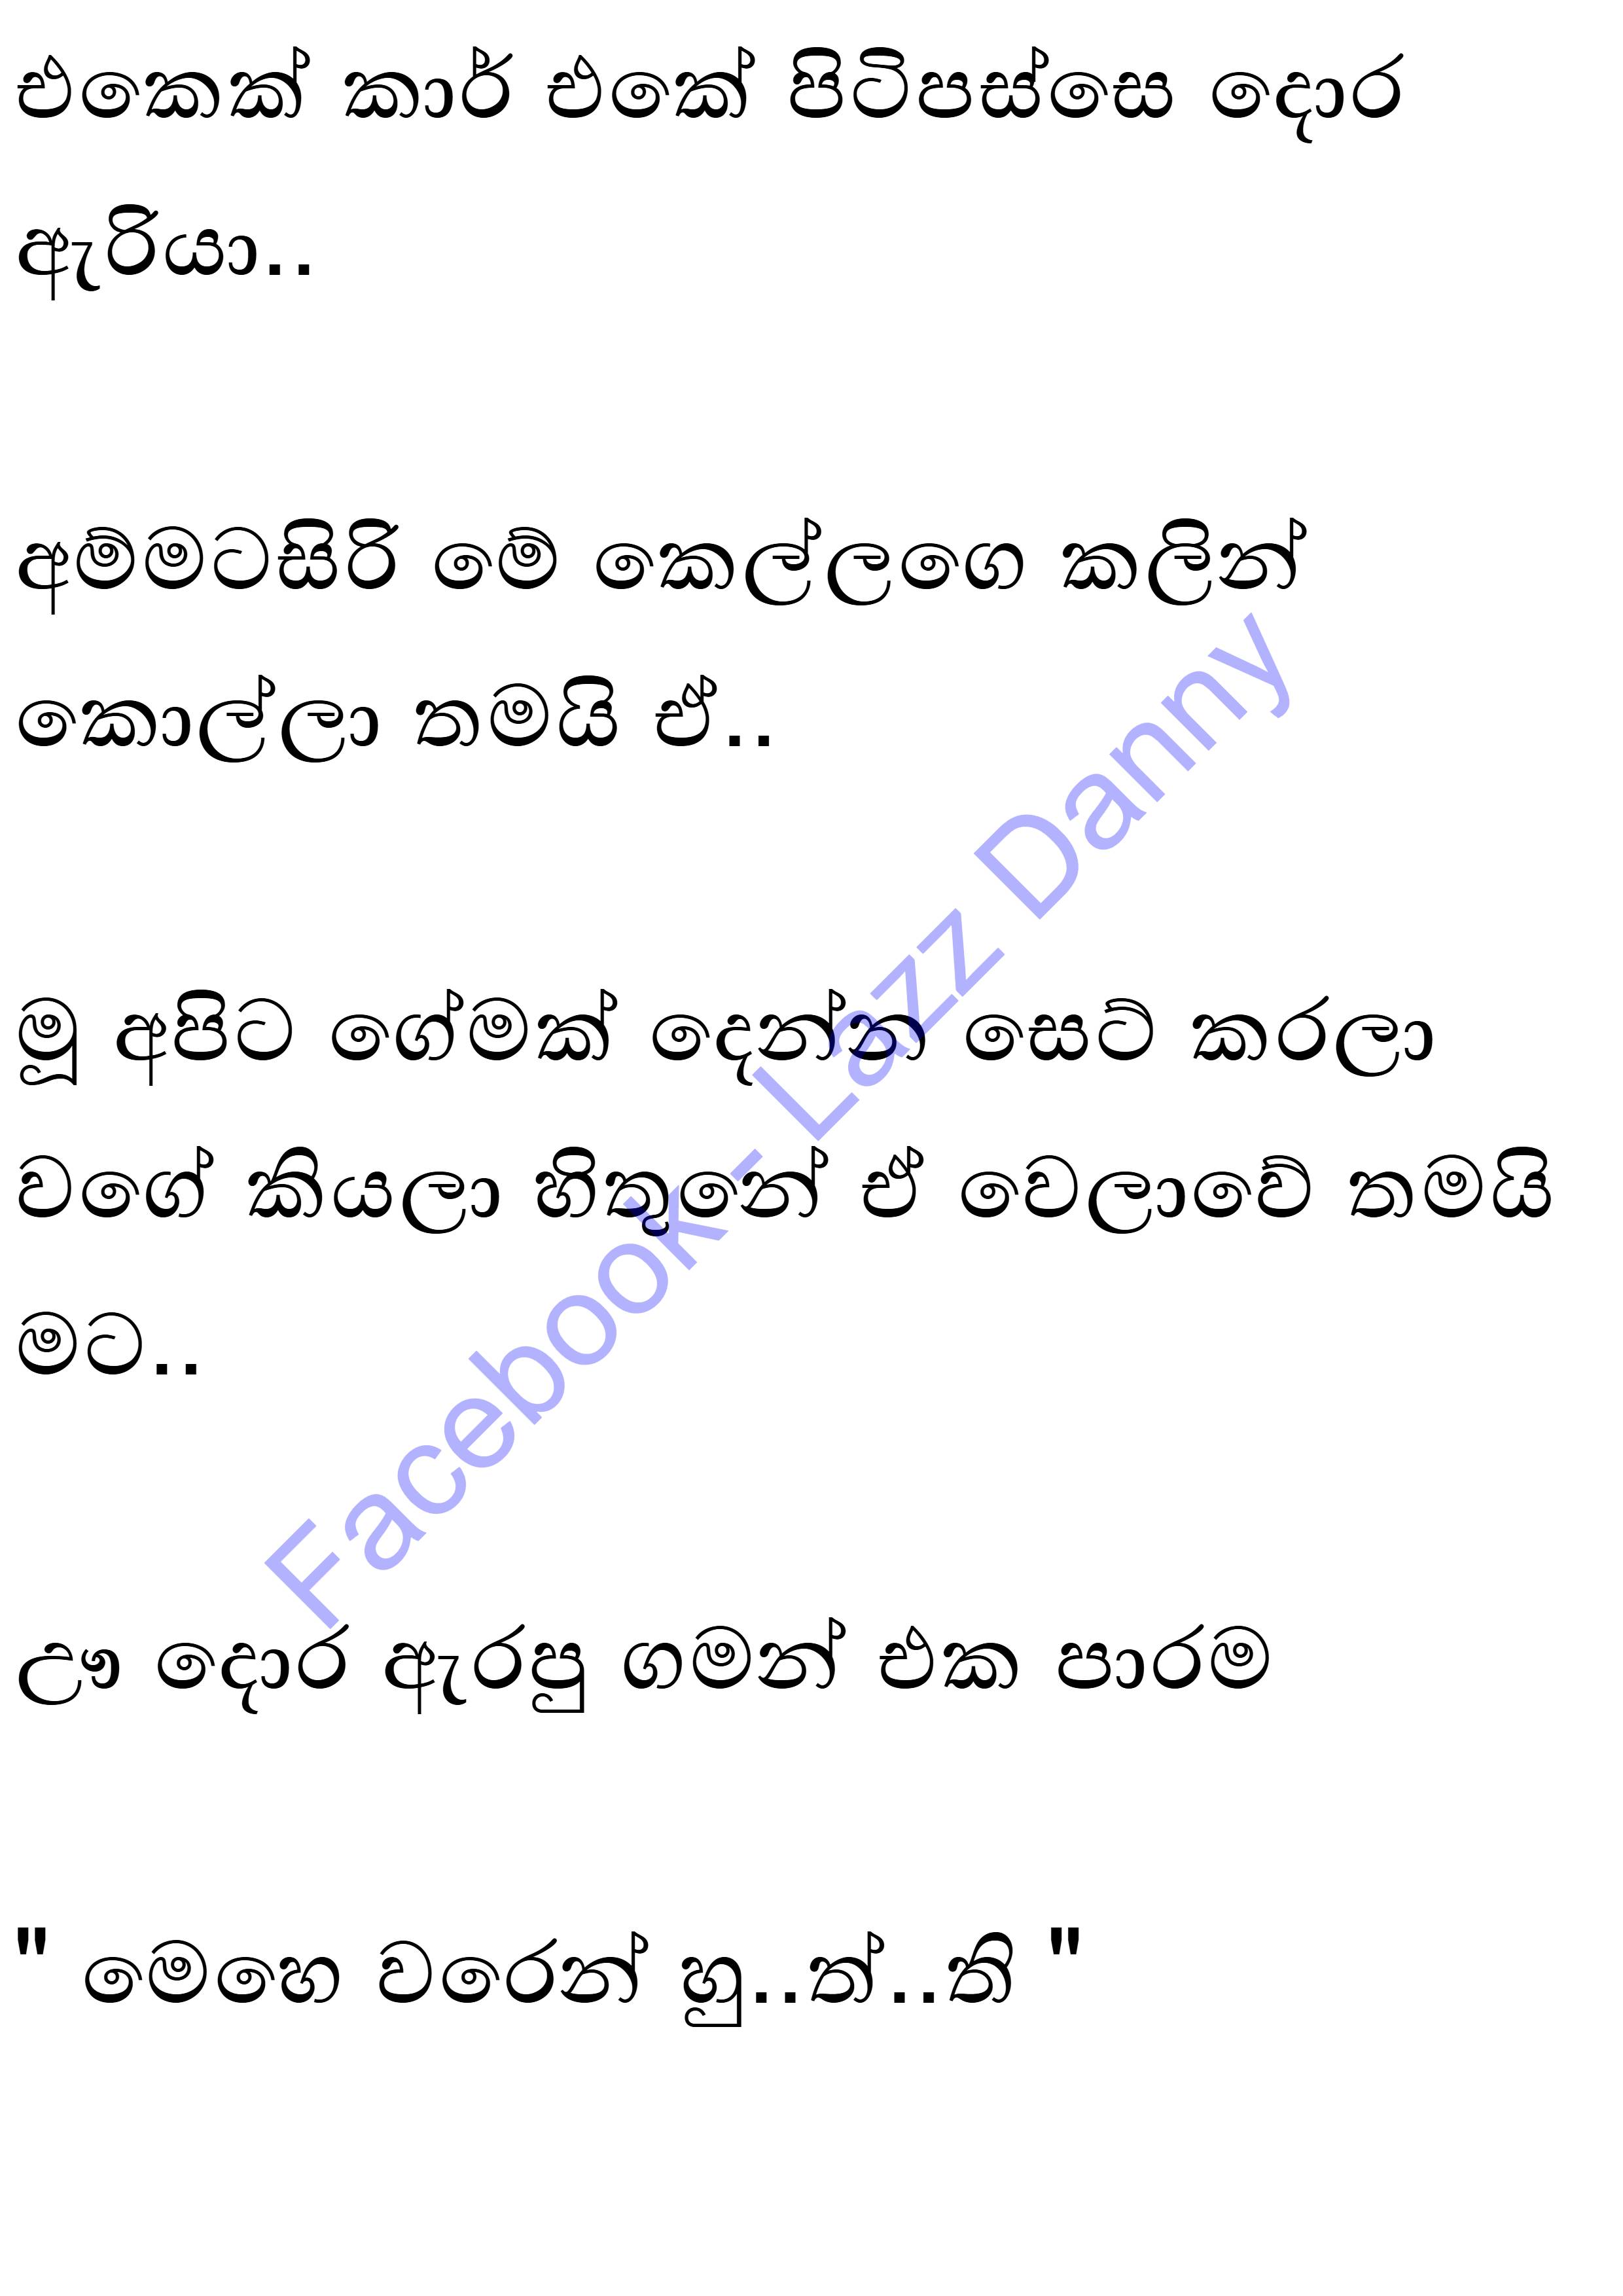 එකෙක් කාර් එකේ පිටිපස්සෙ දොර
ඇරියා..
අම්මටසිරි මේ කෙල්ලගෙ කලින්
කොල්ලා තමයි ඒ..
මූ අපිට ගේමක් දෙන්න සෙට් කරලා
වගේ කියලා හිතුනේ ඒ වෙලාවේ තමයි
මට..
ඌ දොර ඇරපු ගමන් එක පාරම
" මෙහෙ වරෙන් හු..ත්..ති "
Facebook- Lazz Danny